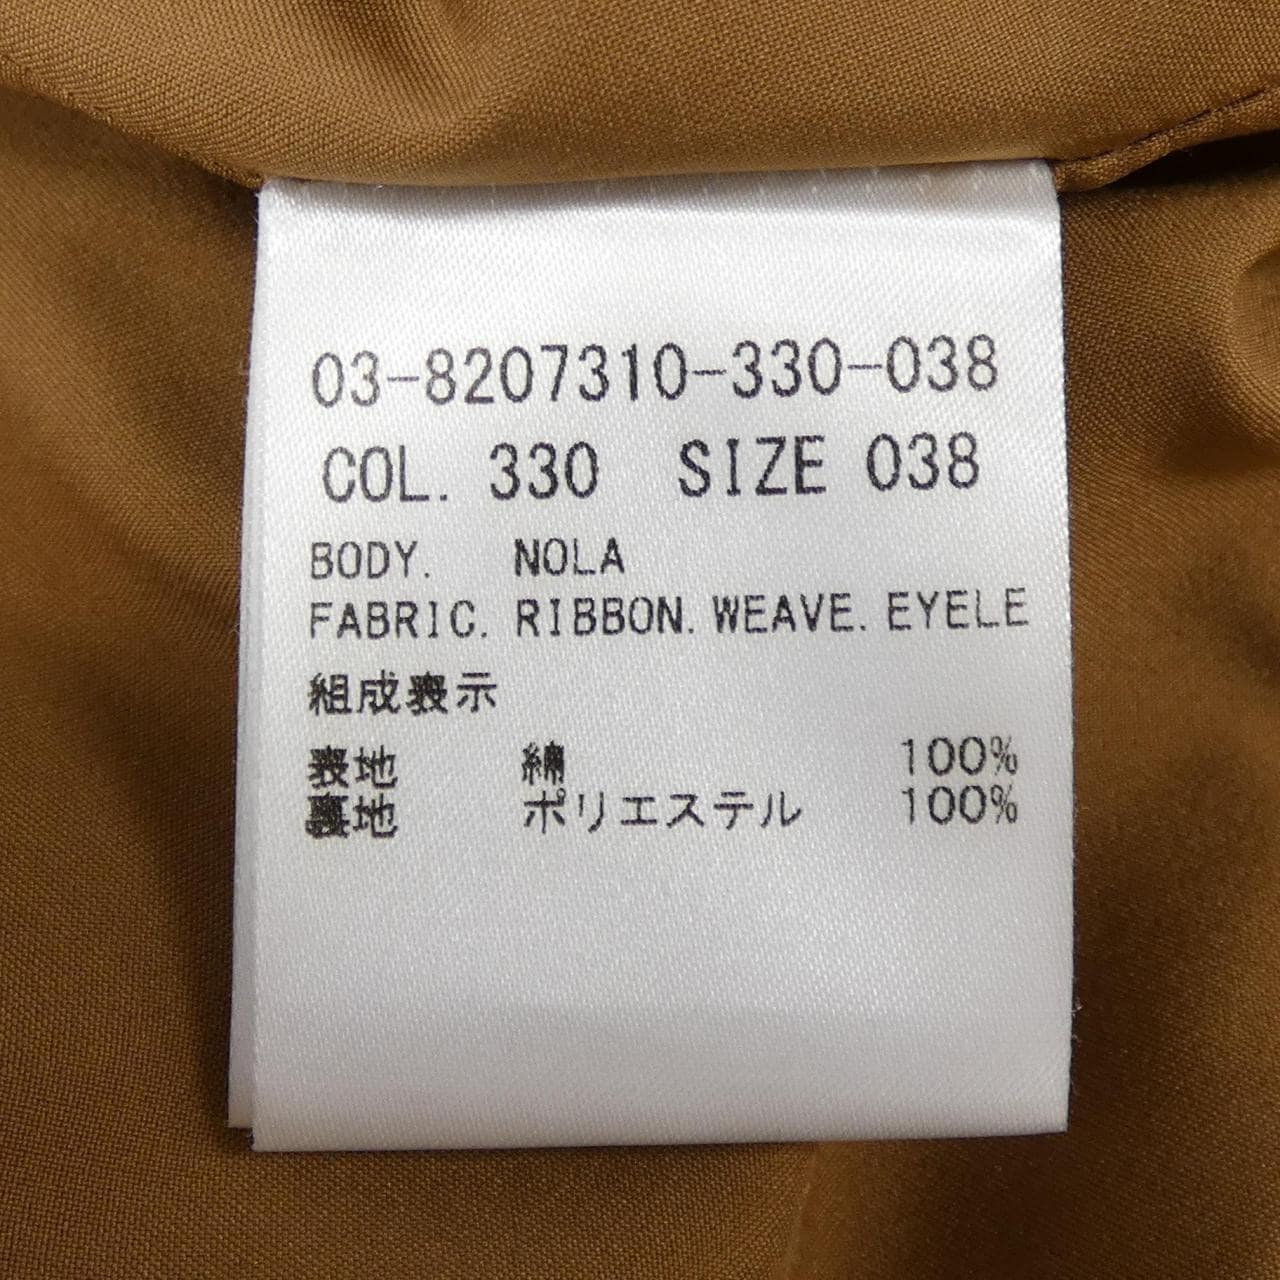 03-8207310-330-038
COL. 330 SIZE 038
BODY. NOLA
FABRIC. RIBBON. WEAVE. EYELE
組成表示
表地 綿 100%
裏地 ポリエステル 100%